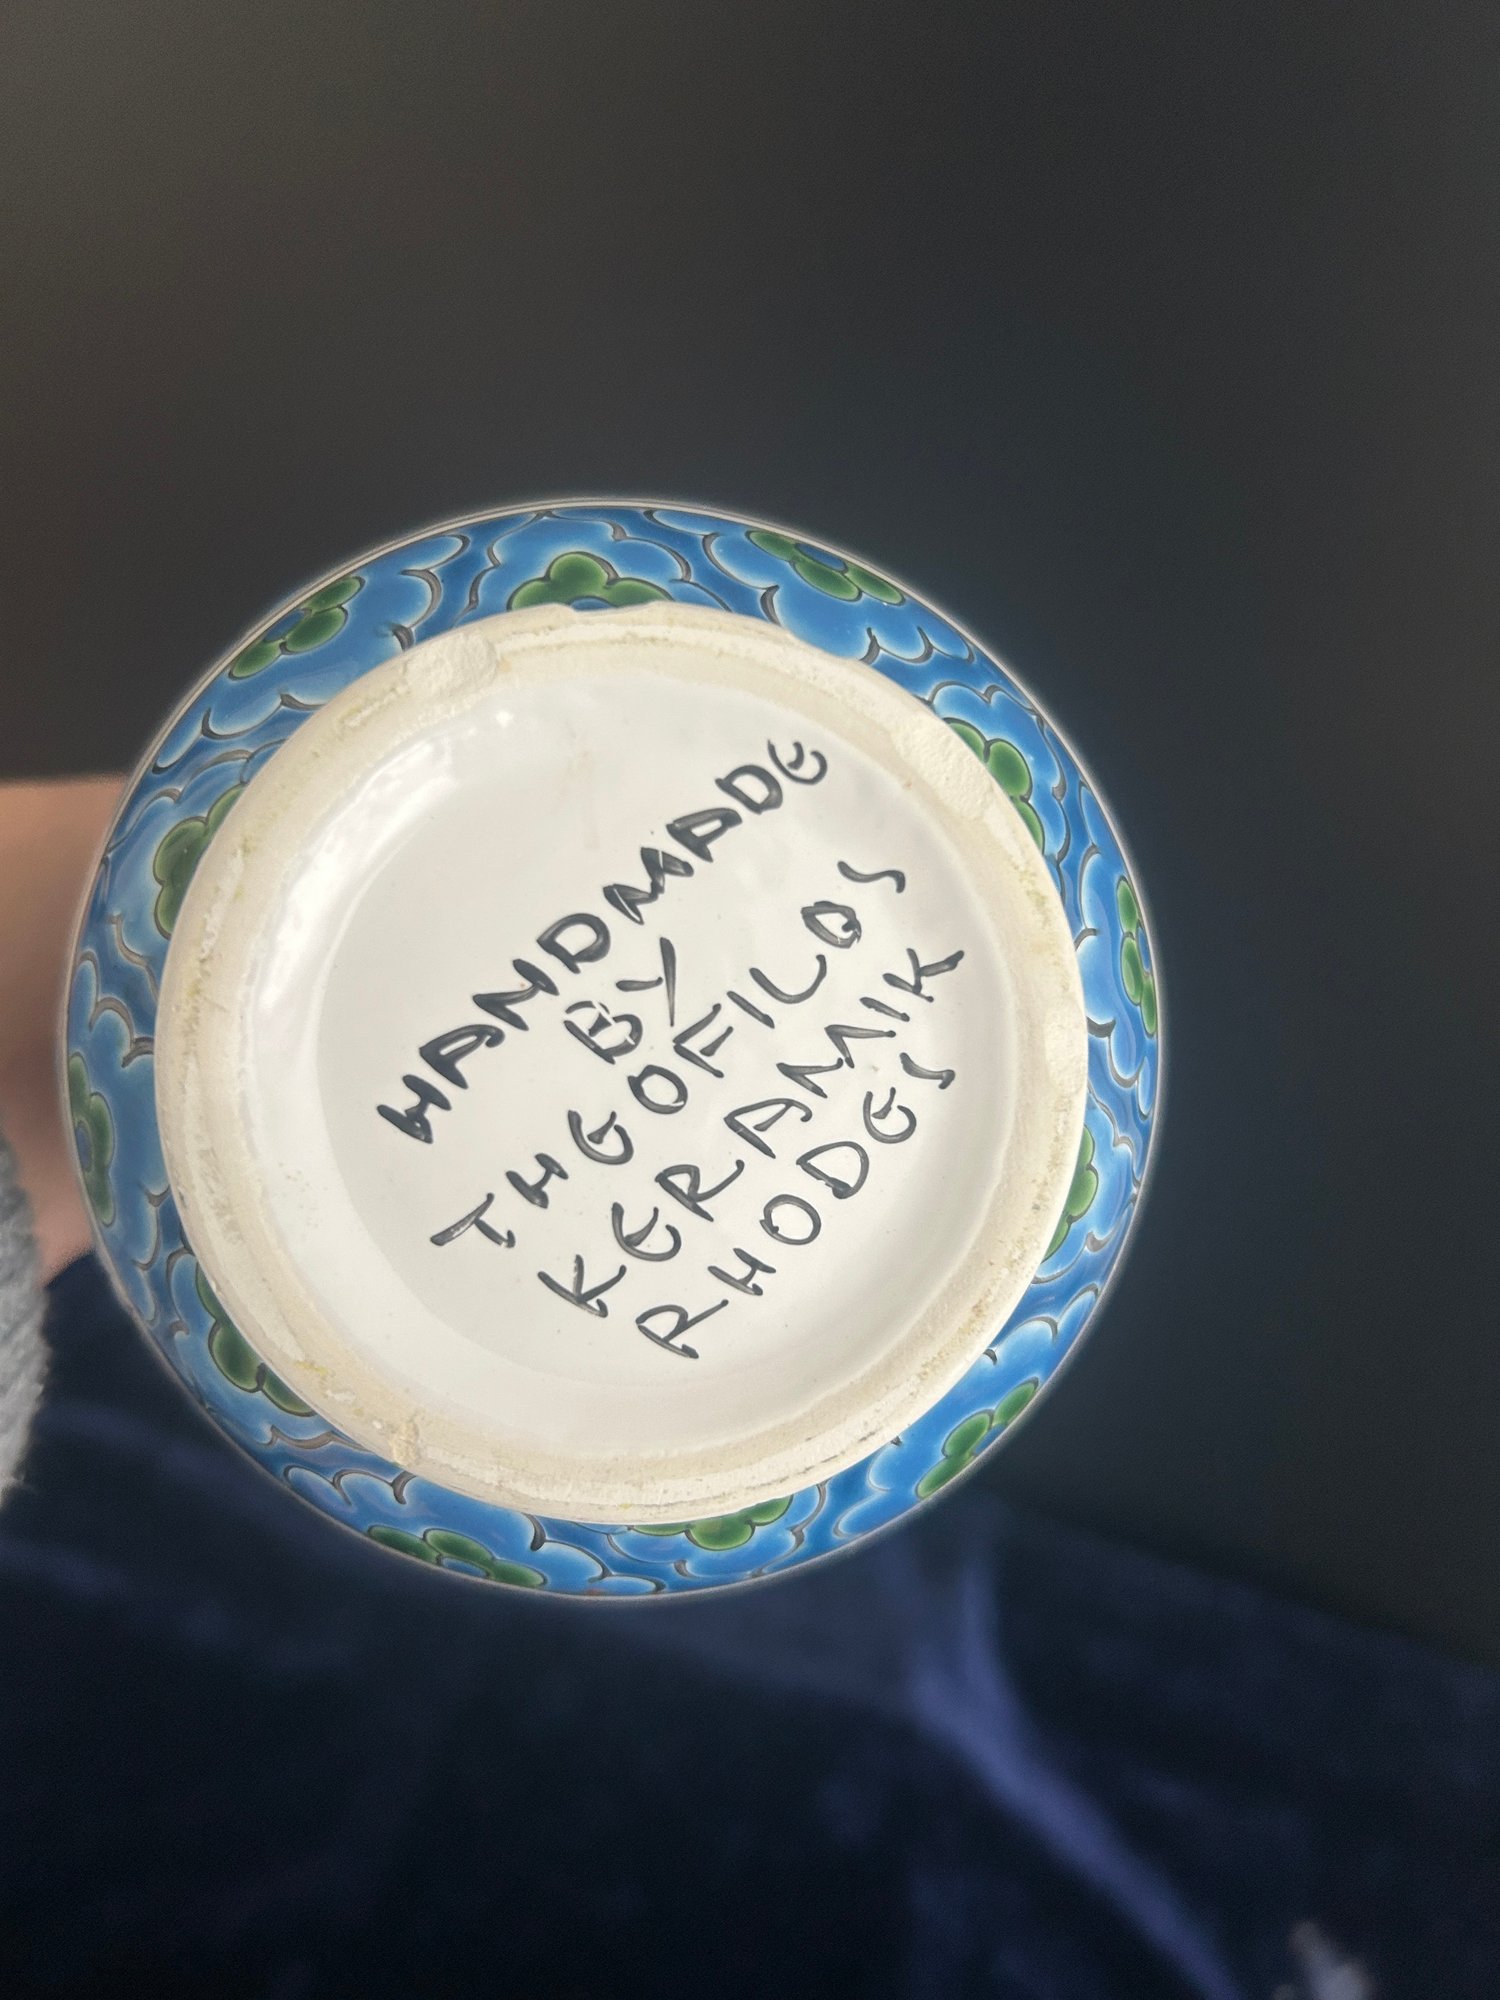 HANDMADE
BY
THEOFILOS
KERAMIK
RHODES